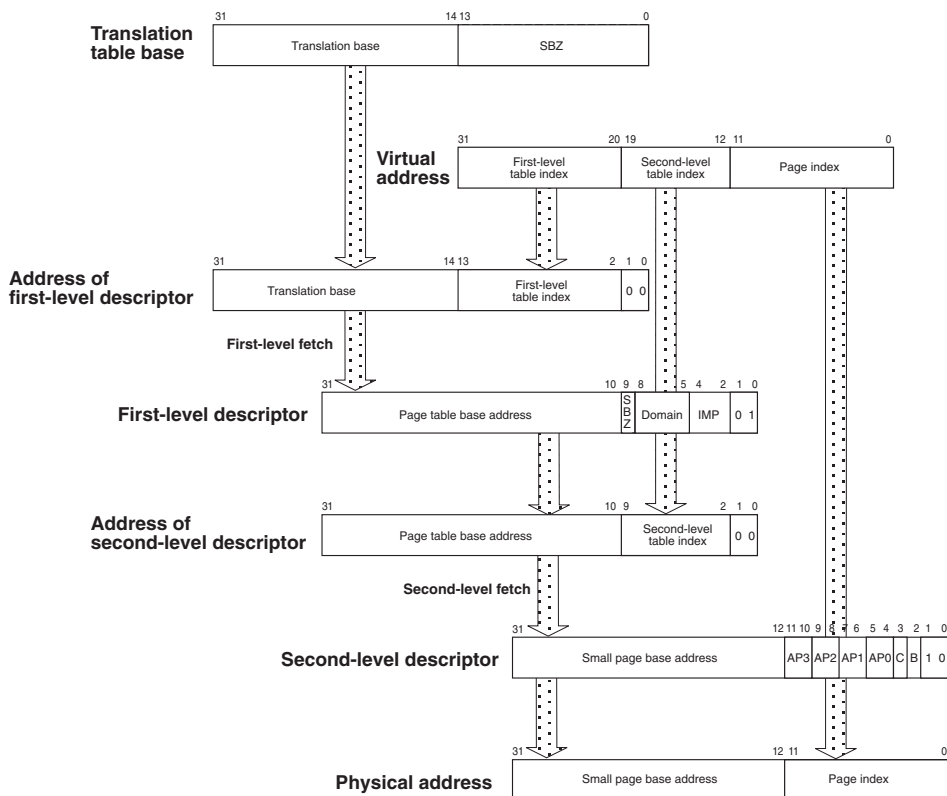 31 14 13 0
Translation
table base
Translation base SBZ
31 20 19 12 11 0
Virtual
address
First-level
table index
Second-level
table index
Page index
31 14 13 2 1 0
Address of
first-level descriptor
Translation base
First-level
table index
0 0
First-level fetch
31 10 9 8 5 4 2 1 0
First-level descriptor
Page table base address
S
B
Z
Domain IMP 0 1
31 10 9 2 1 0
Address of
second-level descriptor
Page table base address
Second-level
table index
0 0
Second-level fetch
31 12 11 10 9 8 7 6 5 4 3 2 1 0
Second-level descriptor
Small page base address AP3 AP2 AP1 AP0 C B 1 0
31 12 11 0
Physical address
Small page base address Page index